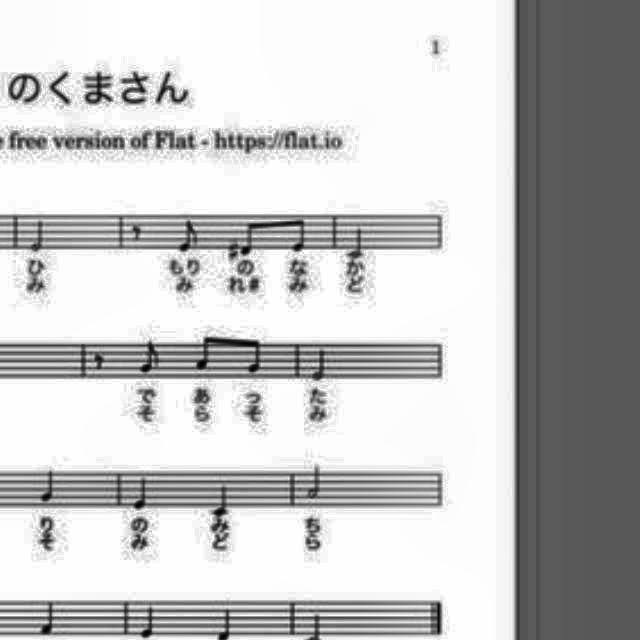 1
のくまさん
e free version of Flat - https://flat.io
ひ もり の な か
み み れ# み ど
で あ っ た
そ ら そ み
り の み ち
そ み ど ら